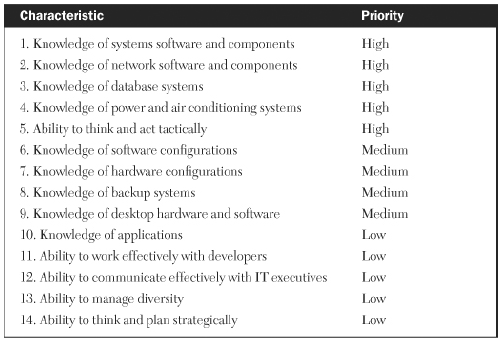 Characteristic Priority
1. Knowledge of systems software and components High
2. Knowledge of network software and components High
3. Knowledge of database systems High
4. Knowledge of power and air conditioning systems High
5. Ability to think and act tactically High
6. Knowledge of software configurations Medium
7. Knowledge of hardware configurations Medium
8. Knowledge of backup systems Medium
9. Knowledge of desktop hardware and software Medium
10. Knowledge of applications Low
11. Ability to work effectively with developers Low
12. Ability to communicate effectively with IT executives Low
13. Ability to manage diversity Low
14. Ability to think and plan strategically Low